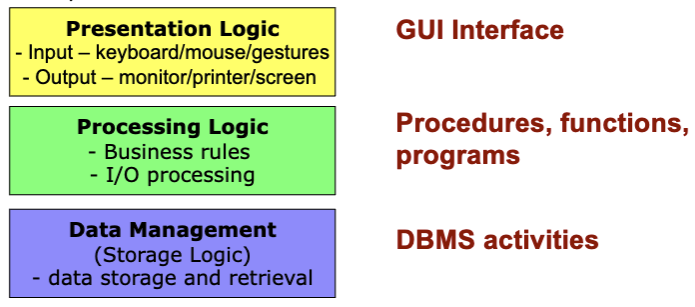 Presentation Logic
- Input – keyboard/mouse/gestures
- Output – monitor/printer/screen
GUI Interface
Processing Logic
- Business rules
- I/O processing
Procedures, functions,
programs
Data Management
(Storage Logic)
- data storage and retrieval
DBMS activities